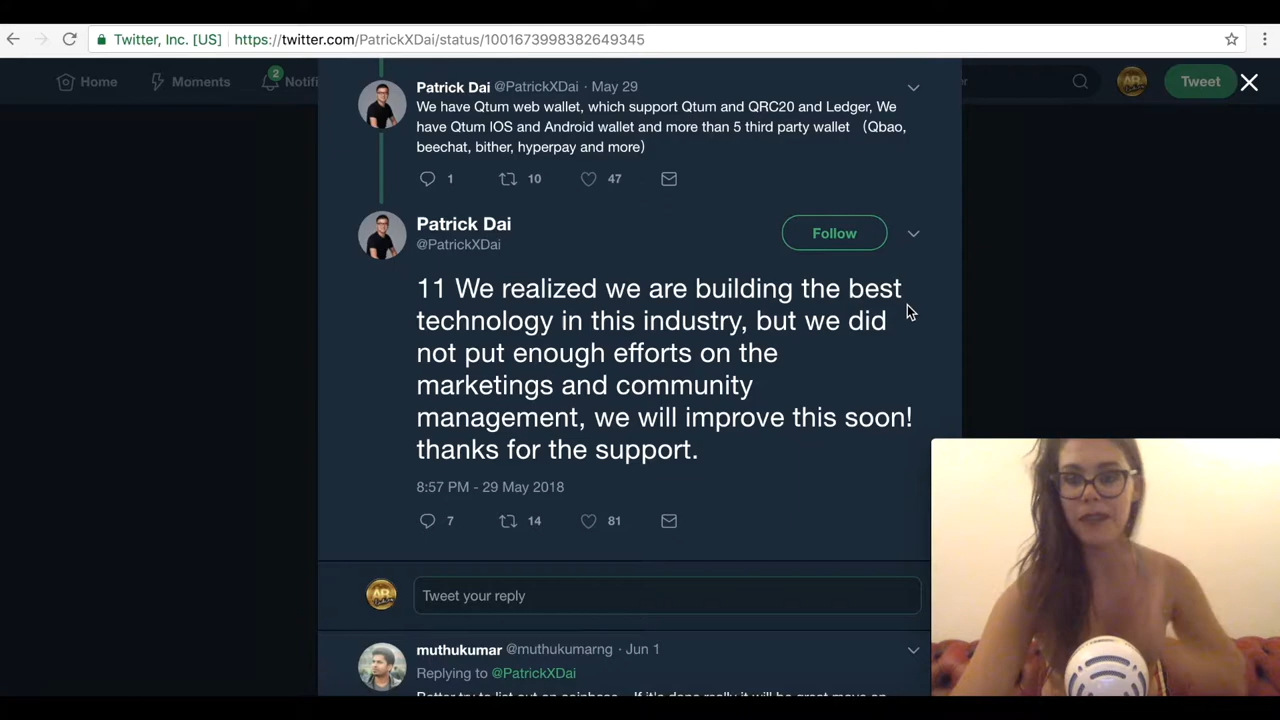 Twitter, Inc. [US] https://twitter.com/PatrickXDai/status/1001673998382649345
Home Moments 2 Notifi Tweet
Patrick Dai @PatrickXDai · May 29
We have Qtum web wallet, which support Qtum and QRC20 and Ledger, We
have Qtum IOS and Android wallet and more than 5 third party wallet （Qbao,
beechat, bither, hyperpay and more)
1 10 47
Patrick Dai
@PatrickXDai
Follow
11 We realized we are building the best
technology in this industry, but we did
not put enough efforts on the
marketings and community
management, we will improve this soon!
thanks for the support.
8:57 PM - 29 May 2018
7 14 81
AR
Tweet your reply
muthukumar @muthukumarng · Jun 1
Replying to @PatrickXDai